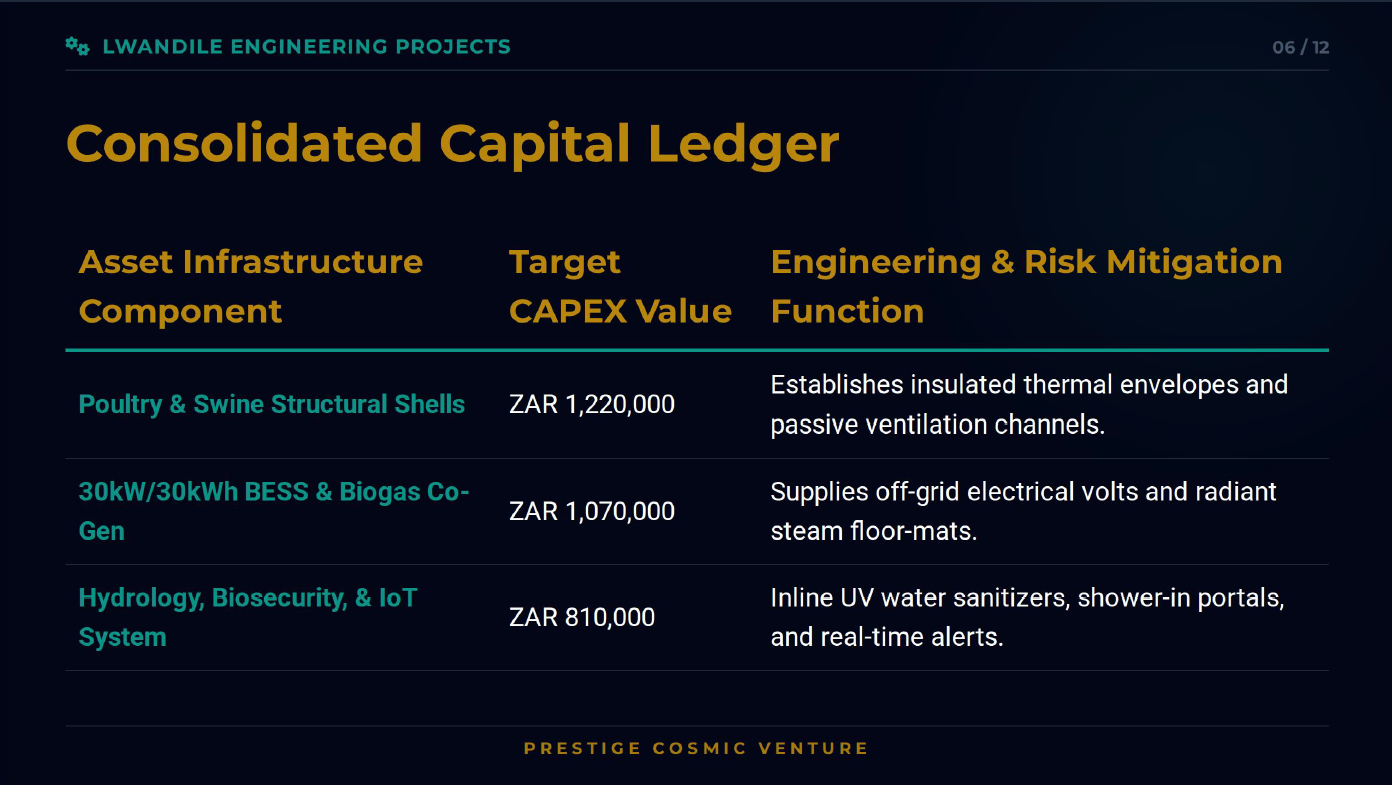 LWANDILE ENGINEERING PROJECTS
06 / 12
Consolidated Capital Ledger
Asset Infrastructure
Component
Target
CAPEX Value
Engineering & Risk Mitigation
Function
Poultry & Swine Structural Shells
ZAR 1,220,000
Establishes insulated thermal envelopes and
passive ventilation channels.
30kW/30kWh BESS & Biogas Co-
Gen
ZAR 1,070,000
Supplies off-grid electrical volts and radiant
steam floor-mats.
Hydrology, Biosecurity, & IoT
System
ZAR 810,000
Inline UV water sanitizers, shower-in portals,
and real-time alerts.
PRESTIGE COSMIC VENTURE